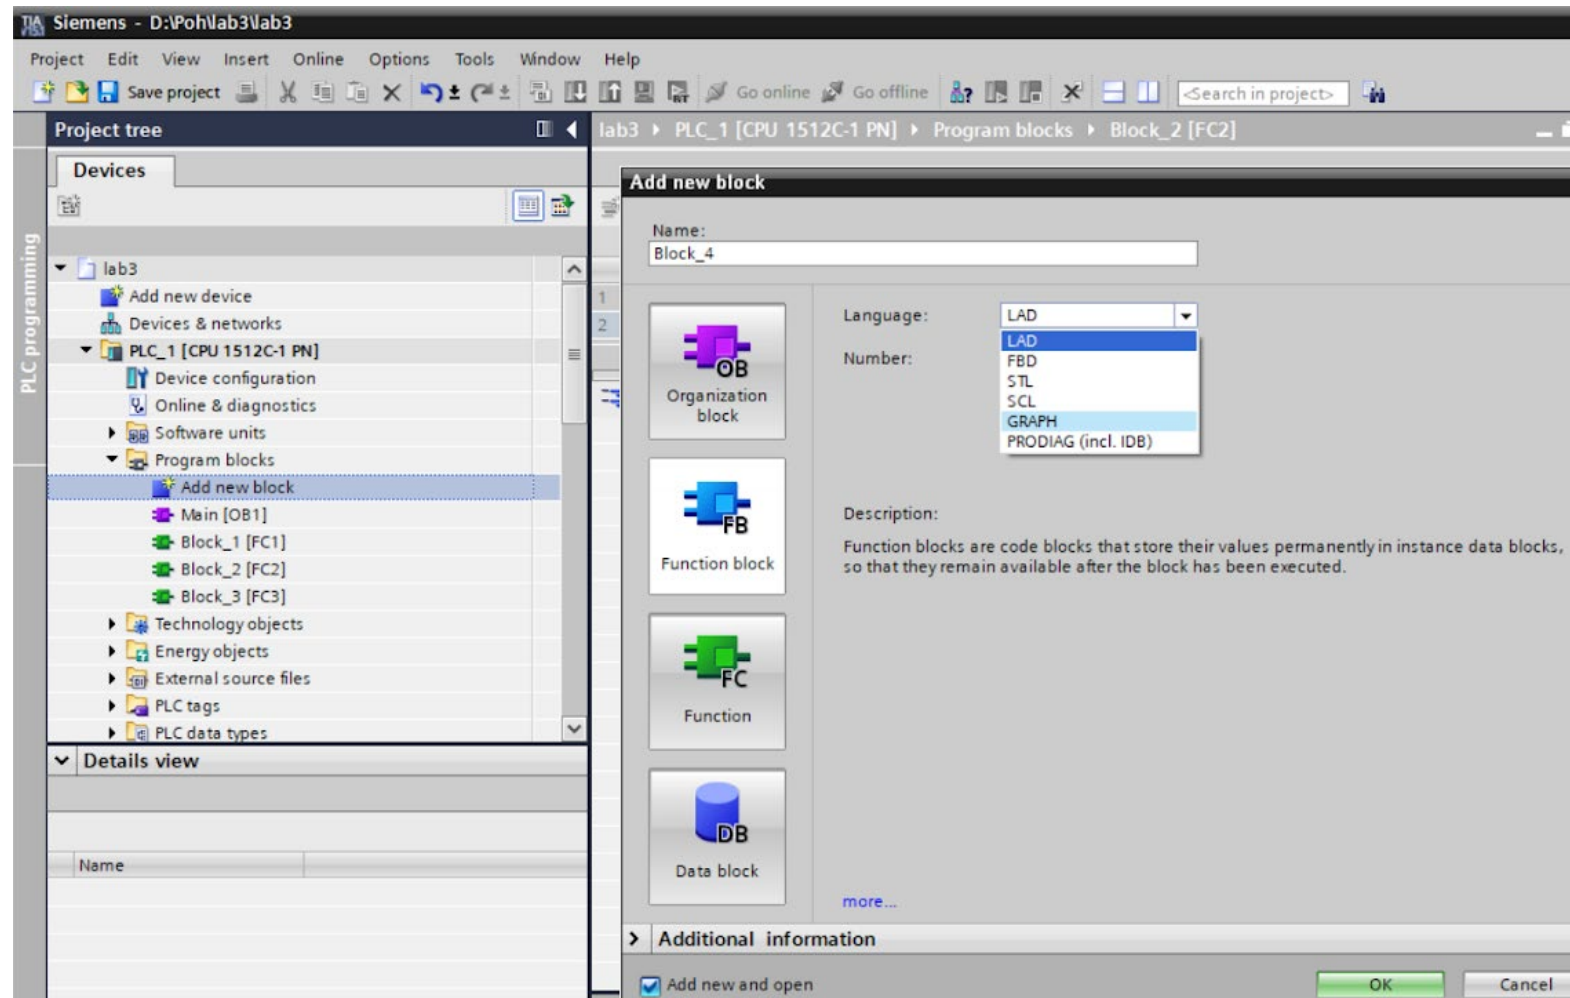 Siemens - D:\Poh\lab3\lab3
Project Edit View Insert Online Options Tools Window Help
Save project Go online Go offline <Search in project>
Project tree
lab3 PLC_1 [CPU 1512C-1 PN] Program blocks Block_2 [FC2]
Devices
PLC programming
lab3
Add new device
Devices & networks
PLC_1 [CPU 1512C-1 PN]
Device configuration
Online & diagnostics
Software units
Program blocks
Add new block
Main [OB1]
Block_1 [FC1]
Block_2 [FC2]
Block_3 [FC3]
Technology objects
Energy objects
External source files
PLC tags
PLC data types
Details view
Name
1
2
Add new block
Name:
Block_4
OB
Organization
block
FB
Function block
FC
Function
DB
Data block
Language:
LAD
Number:
LAD
FBD
STL
SCL
GRAPH
PRODIAG (incl. IDB)
Description:
Function blocks are code blocks that store their values permanently in instance data blocks,
so that they remain available after the block has been executed.
more...
Additional information
Add new and open
OK Cancel